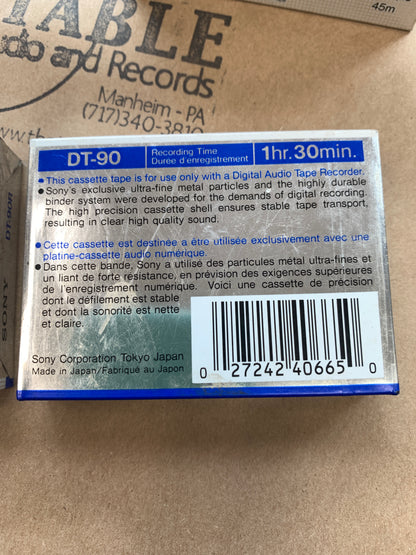 45m
TABLE
Audio and Records
Manheim - PA
(717)340-3810
www.th
DT-90R
SONY
DT-90
Recording Time
Durée d'enregistrement
1hr. 30min.
• This cassette tape is for use only with a Digital Audio Tape Recorder.
• Sony's exclusive ultra-fine metal particles and the highly durable
binder system were developed for the demands of digital recording.
The high precision cassette shell ensures stable tape transport,
resulting in clear high quality sound.
• Cette cassette est destinée a être utilisée exclusivement avec une
platine-cassette audio numérique.
• Dans cette bande, Sony a utilisé des particules métal ultra-fines et
un liant de forte résistance, en prévision des exigences supérieures
de l'enregistrement numérique. Voici une cassette de précision
dont le défilement est stable
et dont la sonorité est nette
et claire.
Sony Corporation Tokyo Japan
Made in Japan/Fabriqué au Japon
0 27242 40665 0